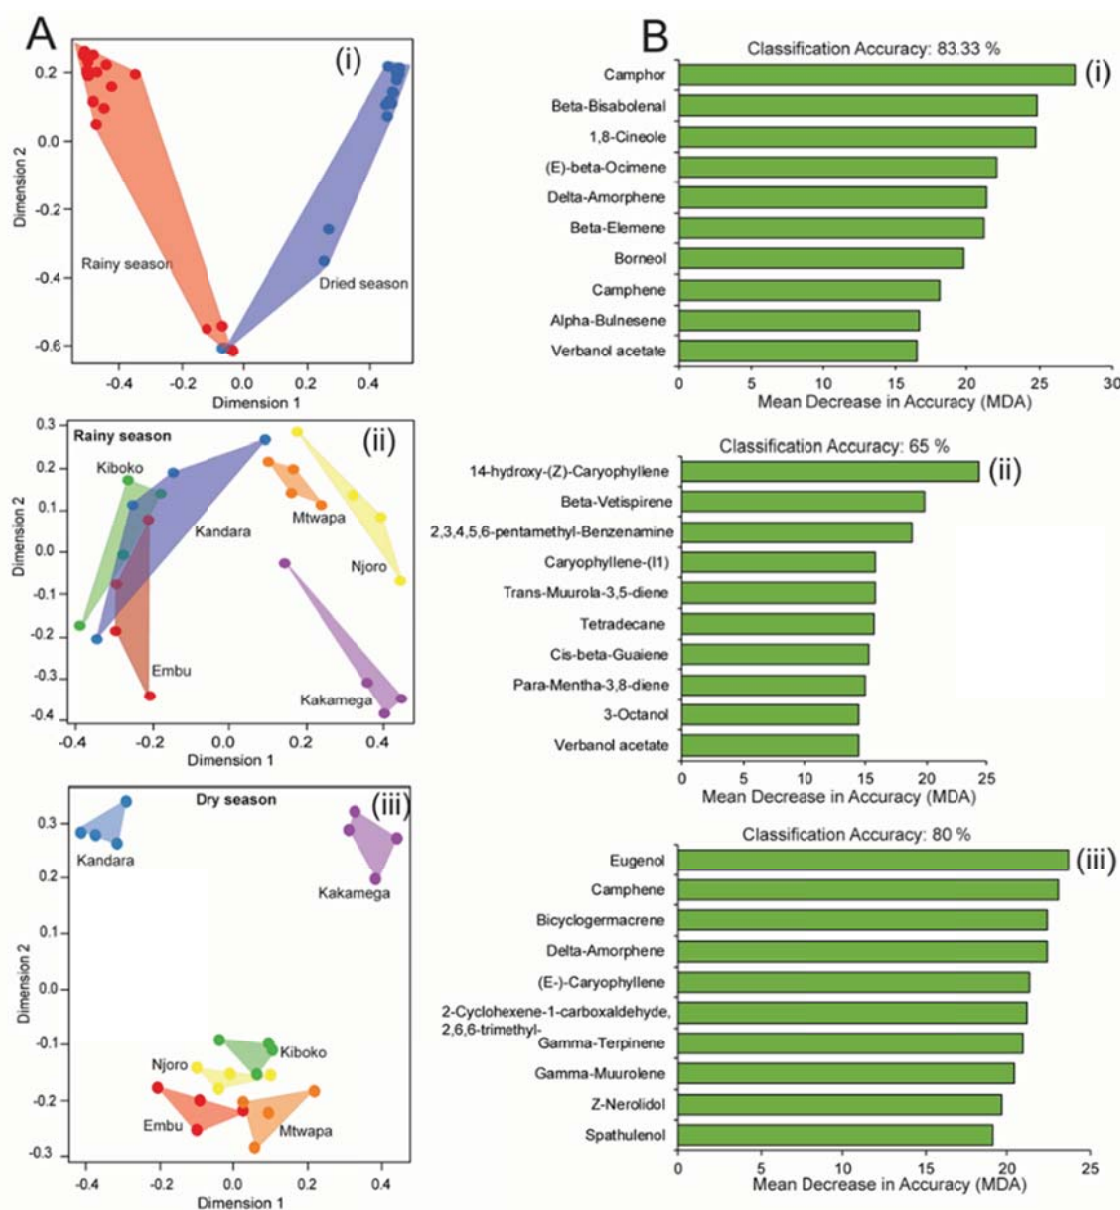 A
B
(i)
0.2
0.0
-0.2
-0.4
-0.6
Dimension 2
Rainy season
Dried season
-0.4
-0.2
0.0
0.2
0.4
Dimension 1
Classification Accuracy: 83.33 %
(i)
Camphor
Beta-Bisabolenal
1,8-Cineole
(E)-beta-Ocimene
Delta-Amorphene
Beta-Elemene
Borneol
Camphene
Alpha-Bulnesene
Verbanol acetate
0
5
10
15
20
25
30
Mean Decrease in Accuracy (MDA)
Rainy season
(ii)
0.3
0.2
0.1
0.0
-0.1
-0.2
-0.3
-0.4
Dimension 2
Kiboko
Kandara
Mtwapa
Njoro
Embu
Kakamega
-0.4
-0.2
0.0
0.2
0.4
Dimension 1
Classification Accuracy: 65 %
(ii)
14-hydroxy-(Z)-Caryophyllene
Beta-Vetispirene
2,3,4,5,6-pentamethyl-Benzenamine
Caryophyllene-(I1)
Trans-Muurola-3,5-diene
Tetradecane
Cis-beta-Guaiene
Para-Mentha-3,8-diene
3-Octanol
Verbanol acetate
0
5
10
15
20
25
Mean Decrease in Accuracy (MDA)
Dry season
(iii)
0.3
0.2
0.1
0.0
-0.1
-0.2
-0.3
Dimension 2
Kandara
Kakamega
Kiboko
Njoro
Embu
Mtwapa
-0.4
-0.2
0.0
0.2
0.4
Dimension 1
Classification Accuracy: 80 %
(iii)
Eugenol
Camphene
Bicyclogermacrene
Delta-Amorphene
(E-)-Caryophyllene
2-Cyclohexene-1-carboxaldehyde,
2,6,6-trimethyl-
Gamma-Terpinene
Gamma-Muurolene
Z-Nerolidol
Spathulenol
0
5
10
15
20
25
Mean Decrease in Accuracy (MDA)